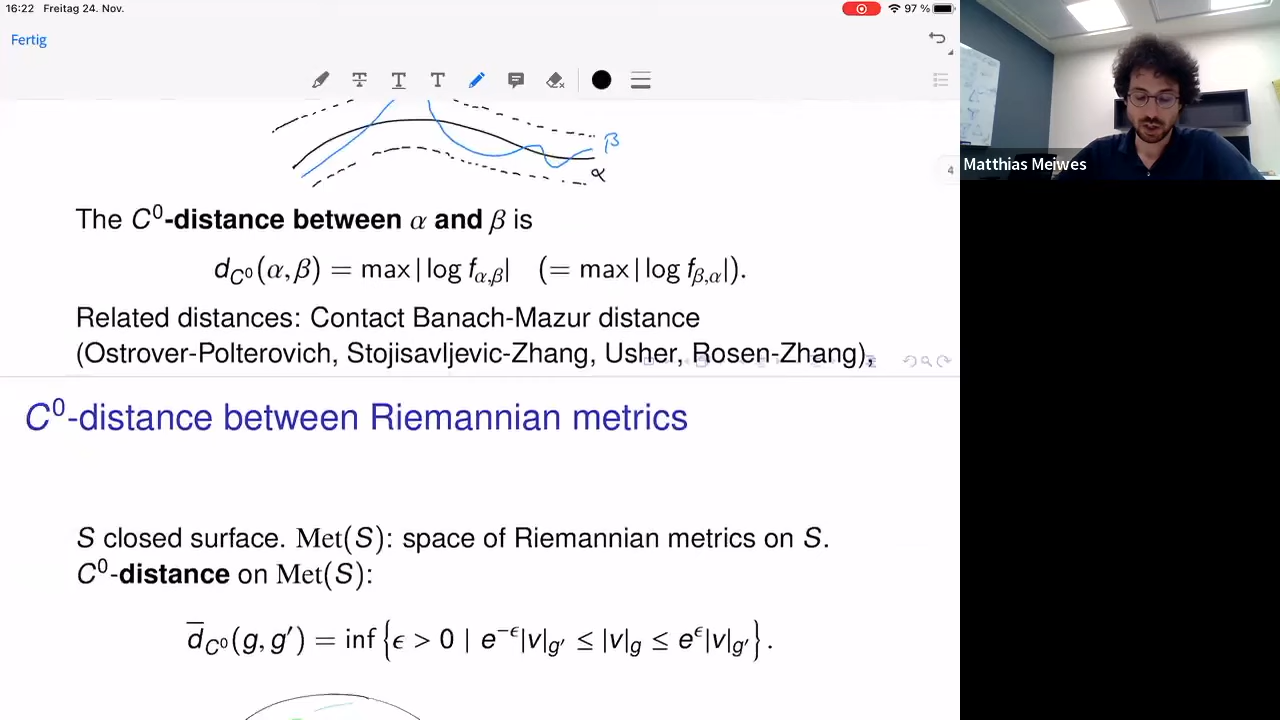 16:22 Freitag 24. Nov. 97 %
Fertig
β
α
4
The C⁰-distance between α and β is
d_{C⁰}(α, β) = max | log f_{α,β}| (= max | log f_{β,α}|).
Related distances: Contact Banach-Mazur distance
(Ostrover-Polterovich, Stojisavljevic-Zhang, Usher, Rosen-Zhang),
C⁰-distance between Riemannian metrics
S closed surface. Met(S): space of Riemannian metrics on S.
C⁰-distance on Met(S):
d̅_{C⁰}(g, g′) = inf {ϵ > 0 | e^{−ϵ}|v|_{g′} ≤ |v|_g ≤ e^ϵ|v|_{g′}}.
Matthias Meiwes